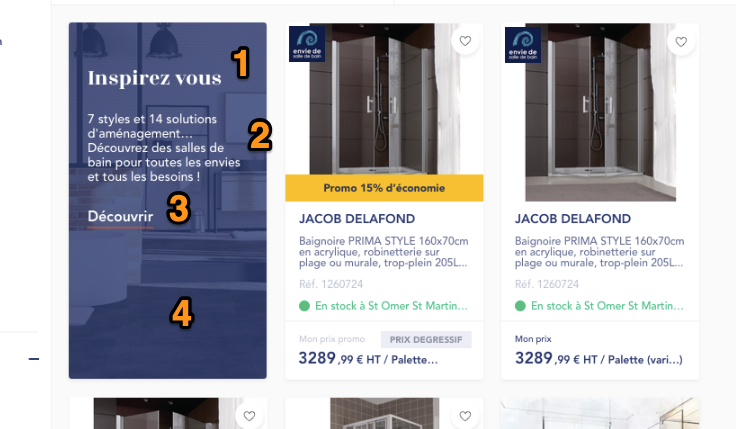 1
Inspirez vous
7 styles et 14 solutions
d'aménagement...
2
Découvrez des salles de
bain pour toutes les envies
et tous les besoins !
3
Découvrir
4
envie de
salle de bain
Promo 15% d'économie
JACOB DELAFOND
Baignoire PRIMA STYLE 160x70cm
en acrylique, robinetterie sur
plage ou murale, trop-plein 205L...
Réf. 1260724
En stock à St Omer St Martin...
Mon prix promo
PRIX DEGRESSIF
3289 ,99 € HT / Palette...
envie de
salle de bain
JACOB DELAFOND
Baignoire PRIMA STYLE 160x70cm
en acrylique, robinetterie sur
plage ou murale, trop-plein 205L...
Réf. 1260724
En stock à St Omer St Martin...
Mon prix
3289 ,99 € HT / Palette (vari...)